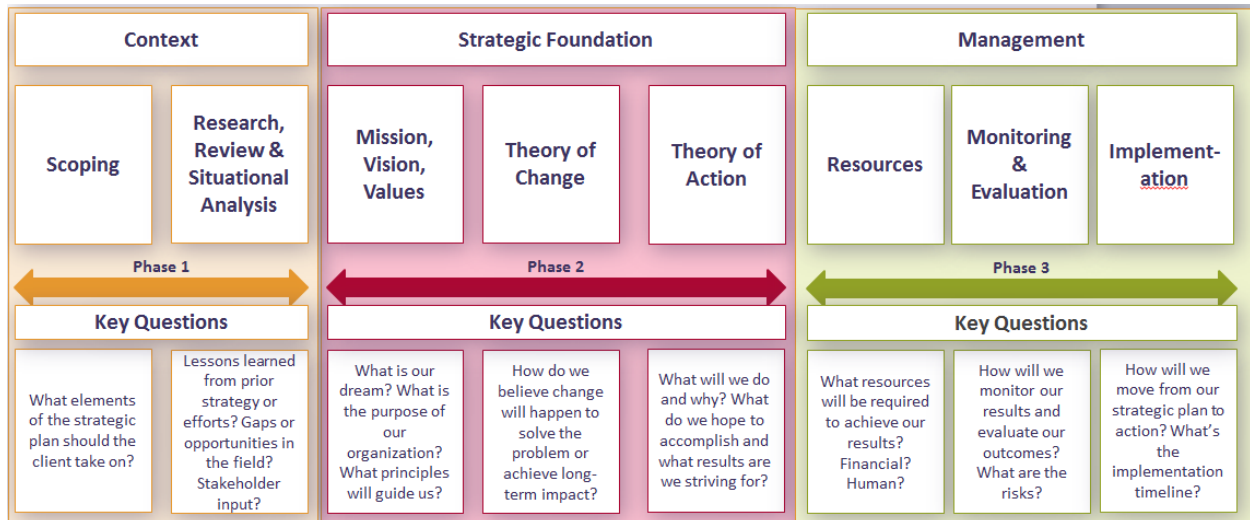 Context
Strategic Foundation
Management
Scoping
Research,
Review &
Situational
Analysis
Mission,
Vision,
Values
Theory of
Change
Theory of
Action
Resources
Monitoring
&
Evaluation
Implement-
ation
Phase 1
Phase 2
Phase 3
Key Questions
Key Questions
Key Questions
What elements
of the strategic
plan should the
client take on?
Lessons learned
from prior
strategy or
efforts? Gaps or
opportunities in
the field?
Stakeholder
input?
What is our
dream? What is
the purpose of
our
organization?
What principles
will guide us?
How do we
believe change
will happen to
solve the
problem or
achieve long-
term impact?
What will we do
and why? What
do we hope to
accomplish and
what results are
we striving for?
What resources
will be required
to achieve our
results?
Financial?
Human?
How will we
monitor our
results and
evaluate our
outcomes?
What are the
risks?
How will we
move from our
strategic plan to
action? What's
the
implementation
timeline?